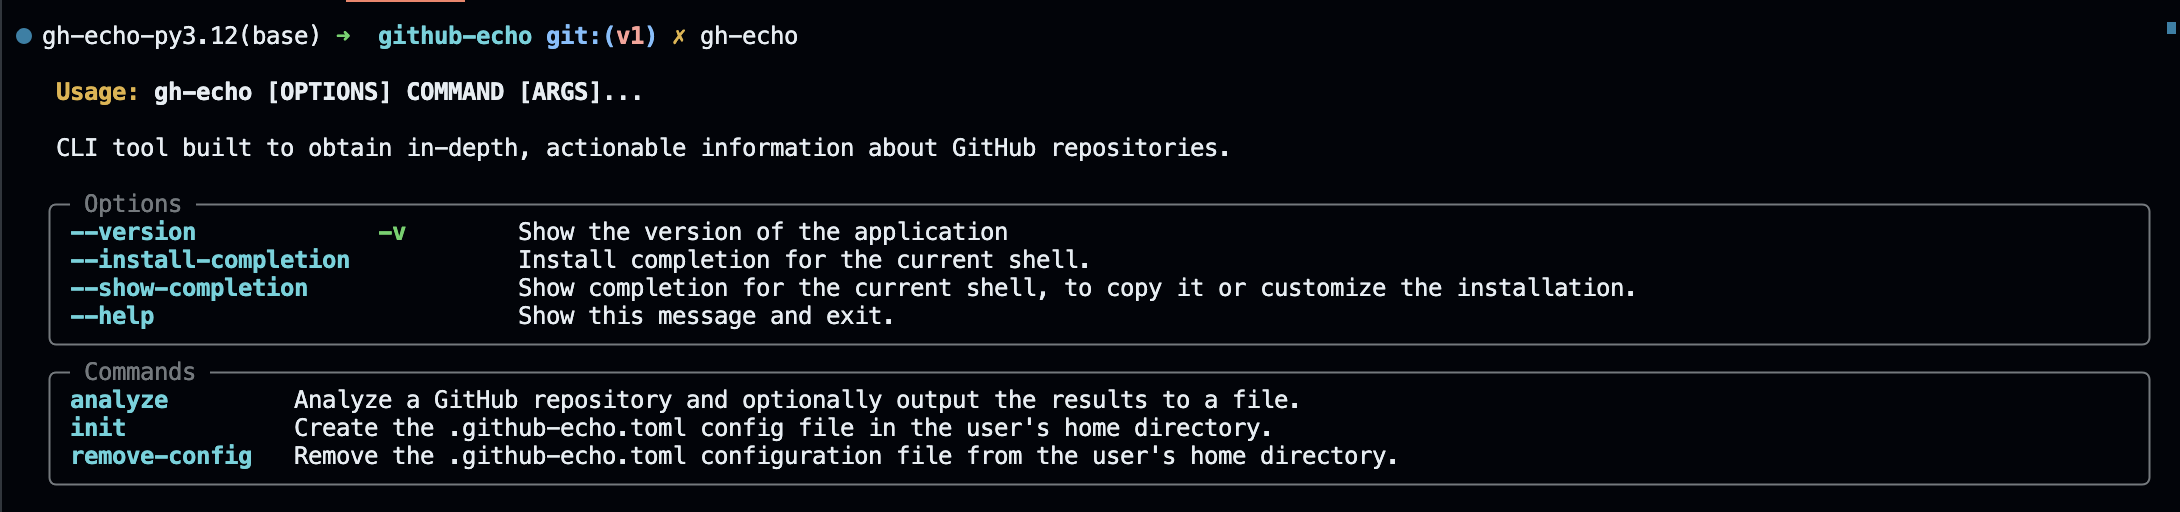 gh-echo-py3.12(base) ➜ github-echo git:(v1) ✗ gh-echo
Usage: gh-echo [OPTIONS] COMMAND [ARGS]...
CLI tool built to obtain in-depth, actionable information about GitHub repositories.
Options
--version -v Show the version of the application
--install-completion Install completion for the current shell.
--show-completion Show completion for the current shell, to copy it or customize the installation.
--help Show this message and exit.
Commands
analyze Analyze a GitHub repository and optionally output the results to a file.
init Create the .github-echo.toml config file in the user's home directory.
remove-config Remove the .github-echo.toml configuration file from the user's home directory.